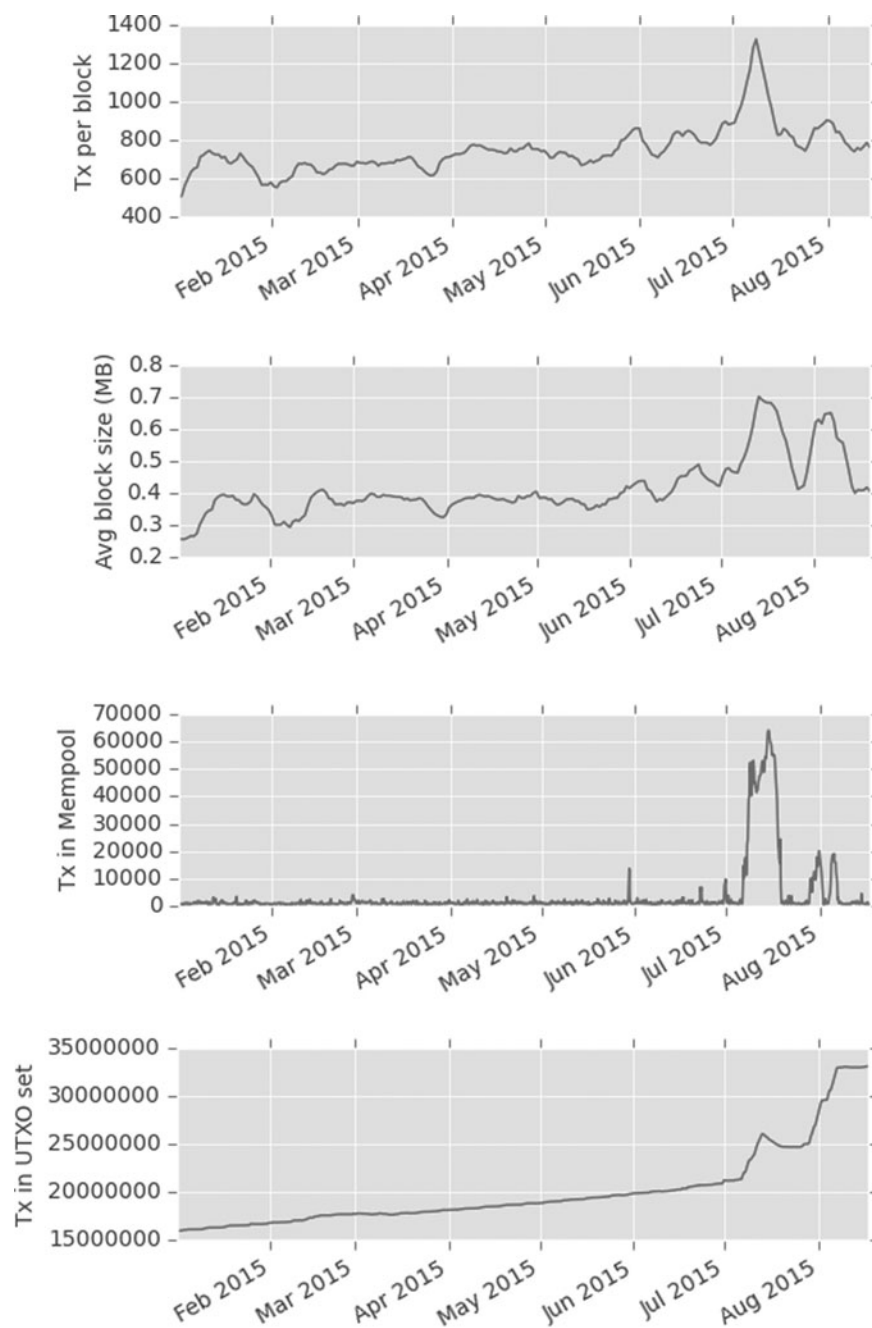 Tx per block
1400
1200
1000
800
600
400
Feb 2015
Mar 2015
Apr 2015
May 2015
Jun 2015
Jul 2015
Aug 2015
Avg block size (MB)
0.8
0.7
0.6
0.5
0.4
0.3
0.2
Feb 2015
Mar 2015
Apr 2015
May 2015
Jun 2015
Jul 2015
Aug 2015
Tx in Mempool
70000
60000
50000
40000
30000
20000
10000
0
Feb 2015
Mar 2015
Apr 2015
May 2015
Jun 2015
Jul 2015
Aug 2015
Tx in UTXO set
35000000
30000000
25000000
20000000
15000000
Feb 2015
Mar 2015
Apr 2015
May 2015
Jun 2015
Jul 2015
Aug 2015